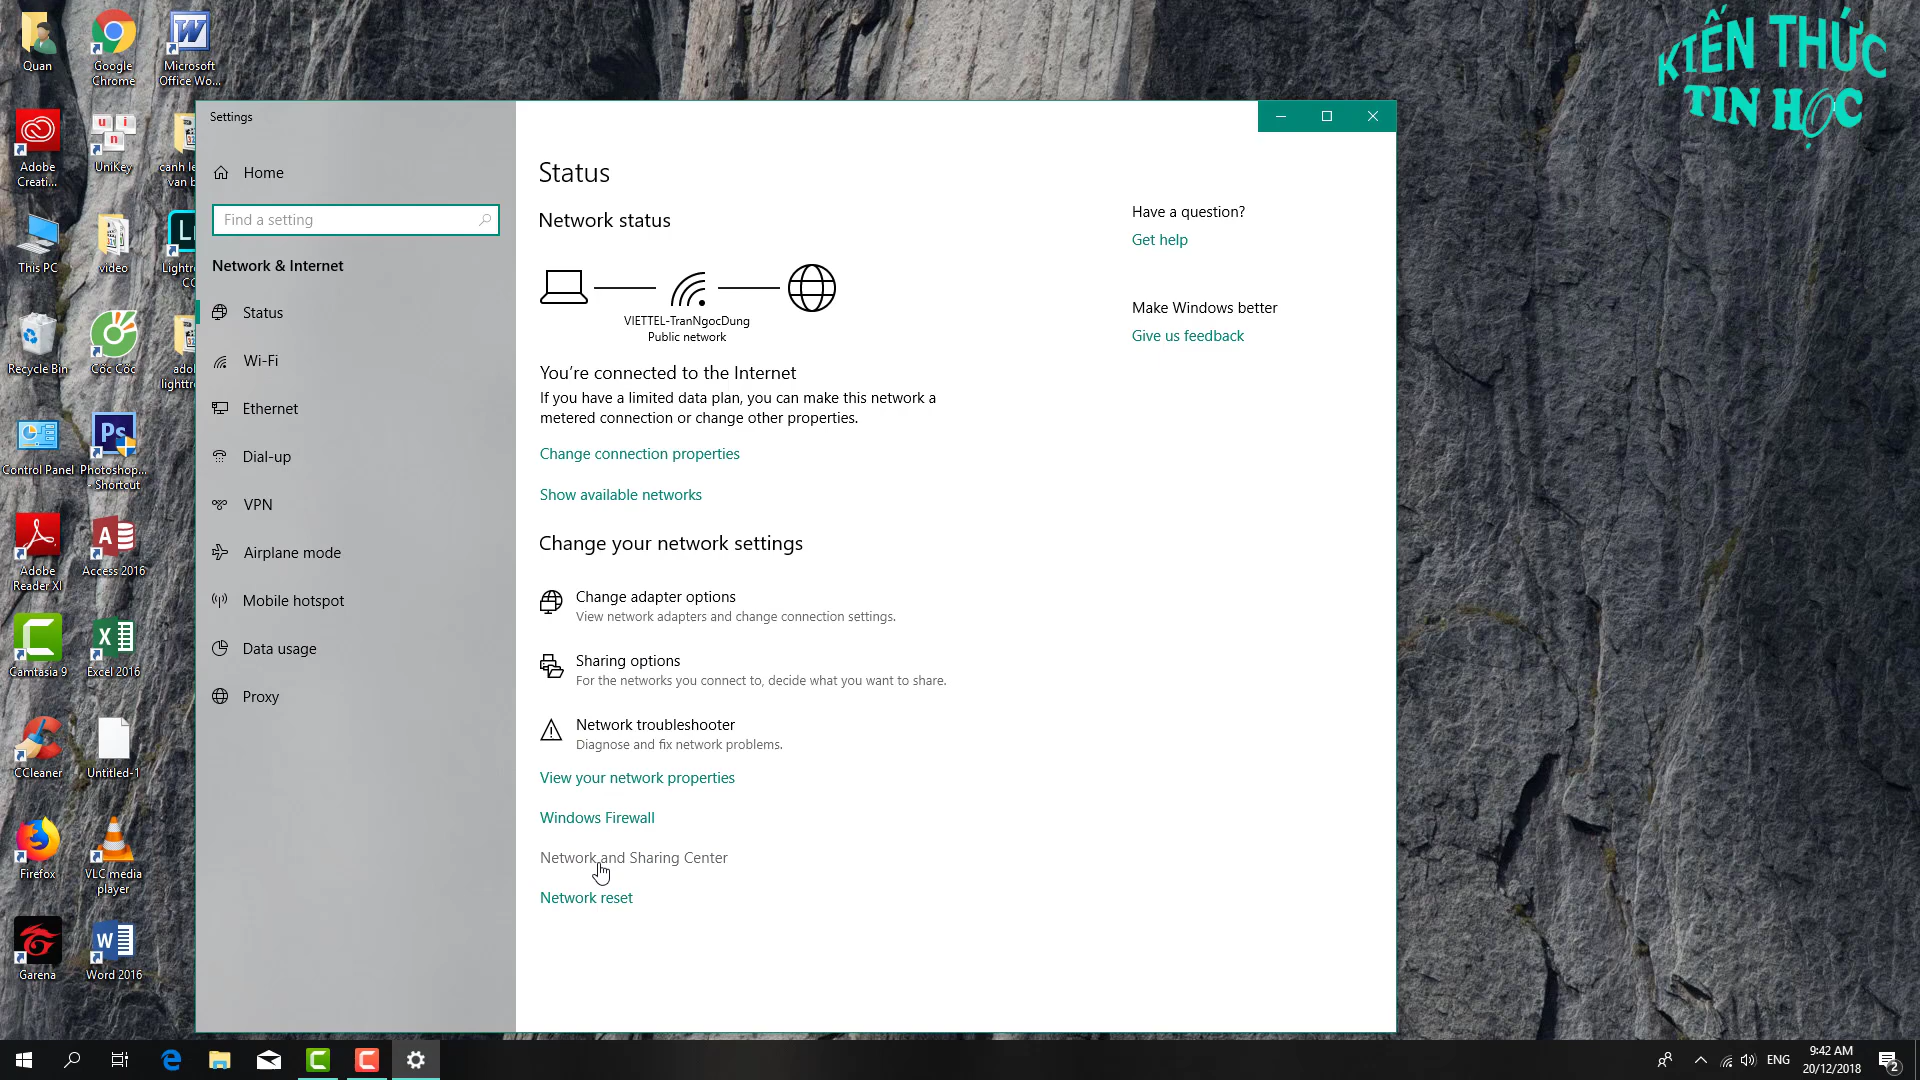 Quan
Google
Chrome
Microsoft
Office Wo...
KIẾN THỨC
TIN HỌC
Adobe
Creati...
UniKey
canh le
van b
This PC
video
Lightro
CC
Recycle Bin
Cốc Cốc
ado
lighttro
Control Panel
Photoshop...
- Shortcut
Adobe
Reader XI
Access 2016
Camtasia 9
Excel 2016
CCleaner
Untitled-1
Firefox
VLC media
player
Garena
Word 2016
Settings
Home
Find a setting
Network & Internet
Status
Wi-Fi
Ethernet
Dial-up
VPN
Airplane mode
Mobile hotspot
Data usage
Proxy
Status
Network status
VIETTEL-TranNgocDung
Public network
You're connected to the Internet
If you have a limited data plan, you can make this network a
metered connection or change other properties.
Change connection properties
Show available networks
Change your network settings
Change adapter options
View network adapters and change connection settings.
Sharing options
For the networks you connect to, decide what you want to share.
Network troubleshooter
Diagnose and fix network problems.
View your network properties
Windows Firewall
Network and Sharing Center
Network reset
Have a question?
Get help
Make Windows better
Give us feedback
ENG
9:42 AM
20/12/2018
2